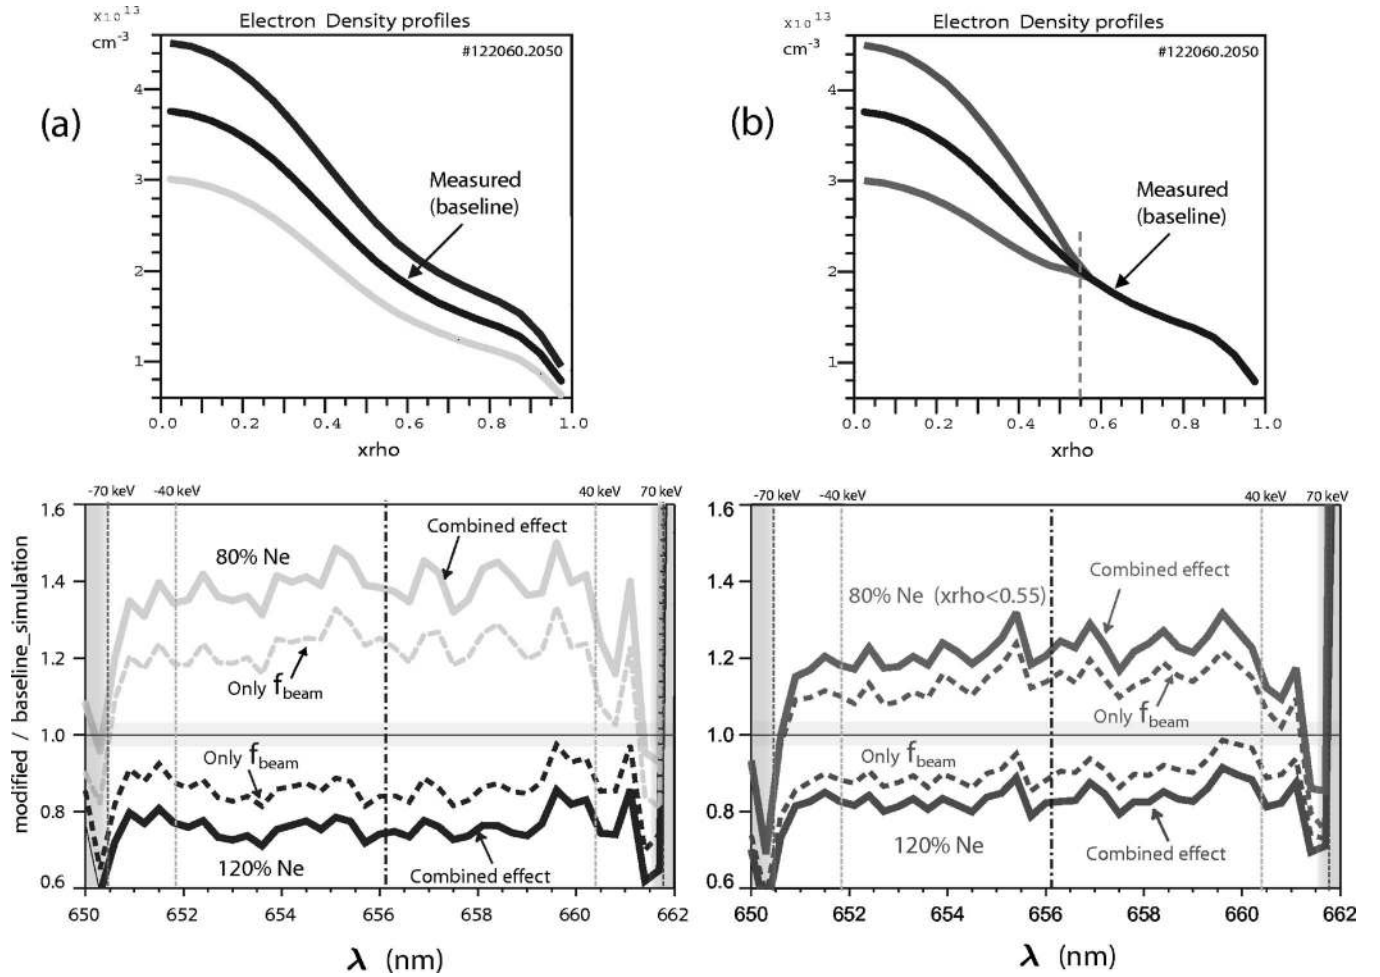 x10 13
Electron Density profiles
cm-3
#122060.2050
(a)
4
3
2
1
Measured
(baseline)
0.0 0.2 0.4 0.6 0.8 1.0
xrho
x10 13
Electron Density profiles
cm-3
#122060.2050
(b)
4
3
2
1
Measured
(baseline)
0.0 0.2 0.4 0.6 0.8 1.0
xrho
-70 keV -40 keV 40 keV 70 keV
modified / baseline_simulation
1.6
1.4
1.2
1.0
0.8
0.6
80% Ne
Combined effect
Only fbeam
Only fbeam
120% Ne
Combined effect
650 652 654 656 658 660 662
λ (nm)
-70 keV -40 keV 40 keV 70 keV
1.6
1.4
1.2
1.0
0.8
0.6
Combined effect
80% Ne (xrho<0.55)
Only fbeam
Only fbeam
120% Ne
Combined effect
650 652 654 656 658 660 662
λ (nm)